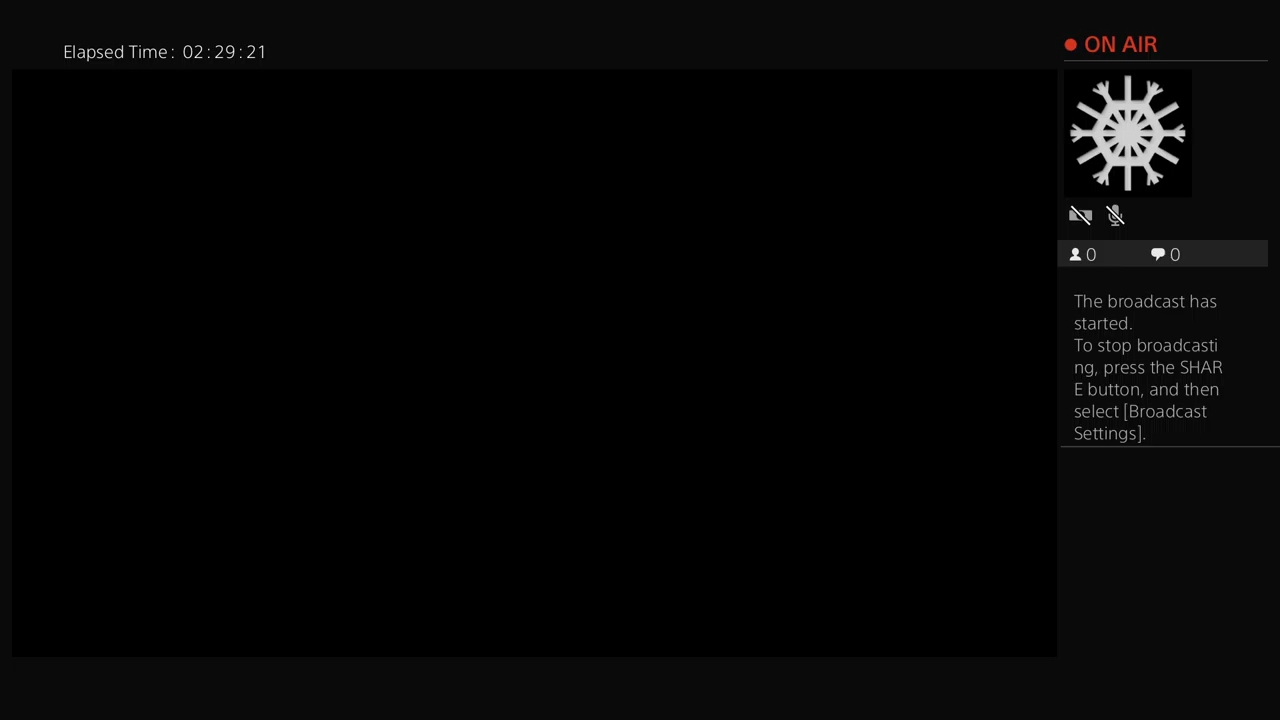 Elapsed Time: 02:29:21
ON AIR
0 0
The broadcast has
started.
To stop broadcasti
ng, press the SHAR
E button, and then
select [Broadcast
Settings].